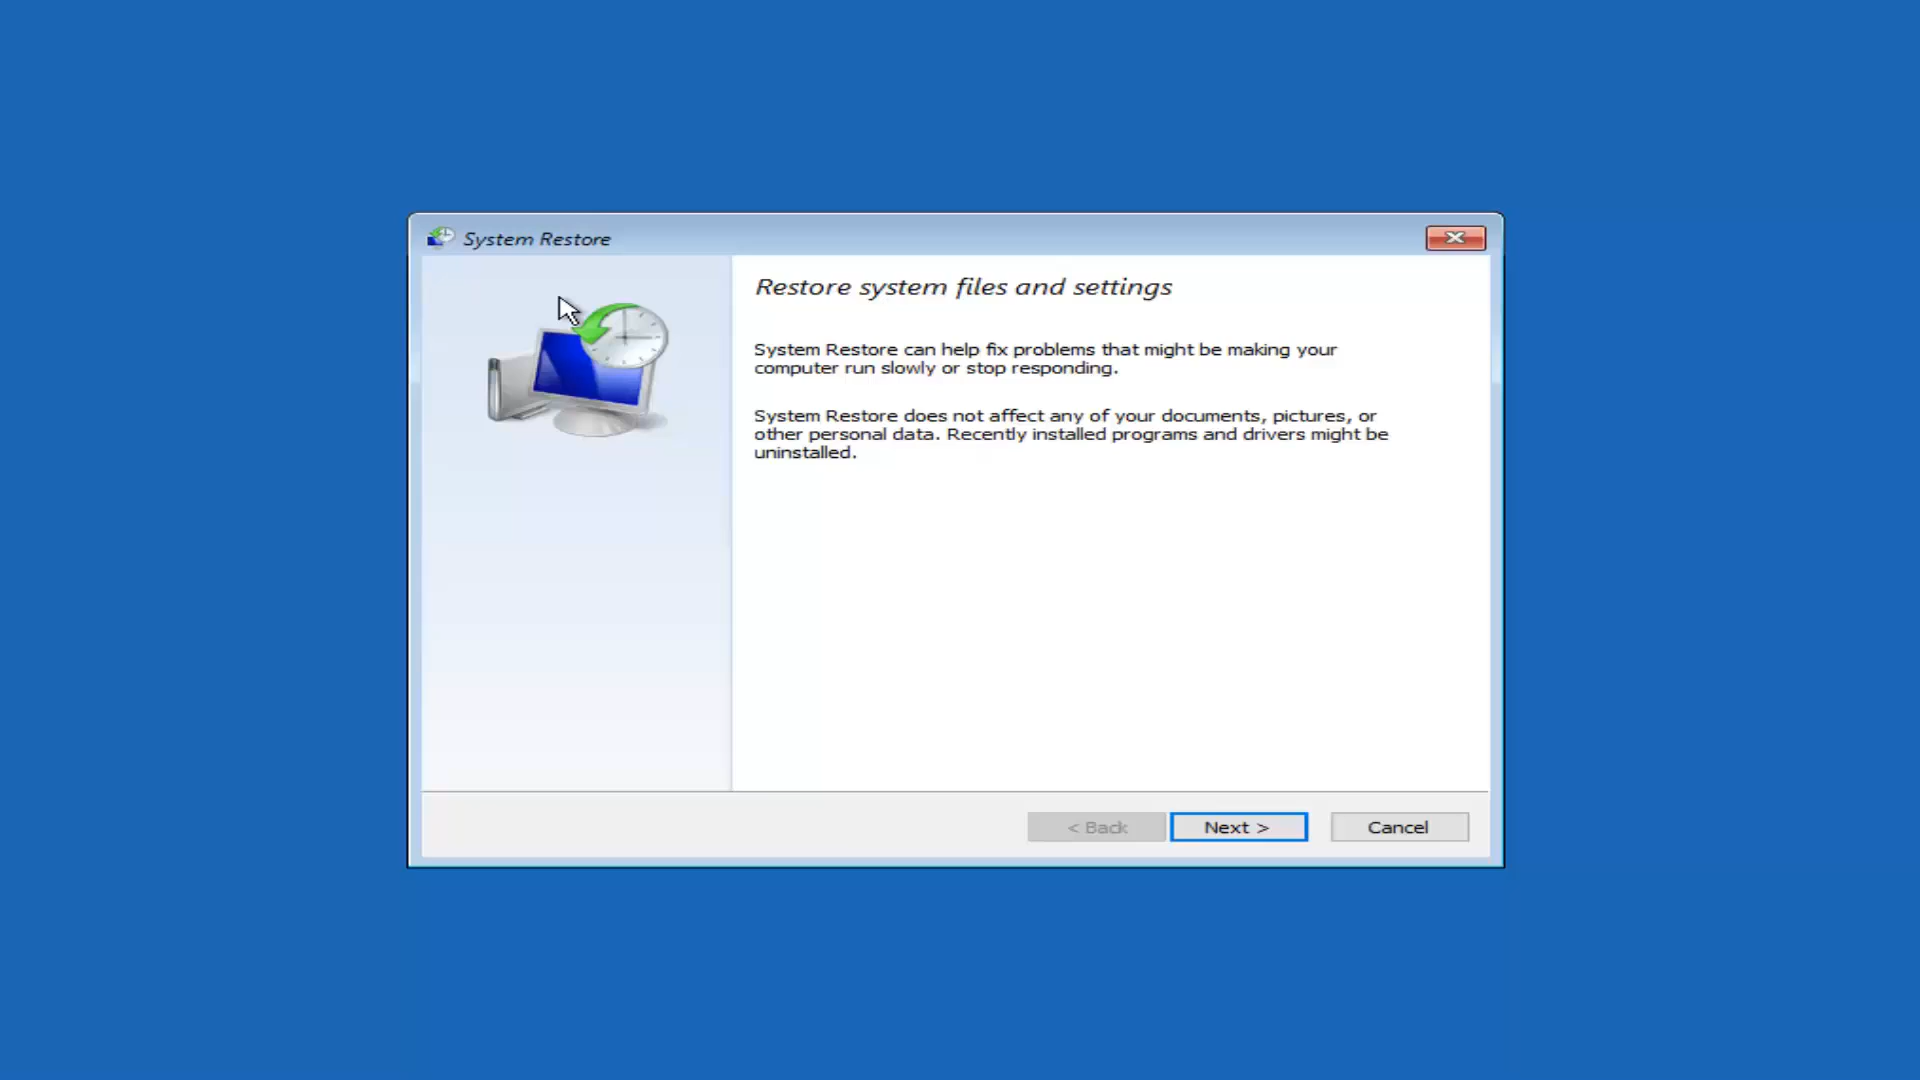 System Restore
Restore system files and settings
System Restore can help fix problems that might be making your
computer run slowly or stop responding.
System Restore does not affect any of your documents, pictures, or
other personal data. Recently installed programs and drivers might be
uninstalled.
< Back
Next >
Cancel